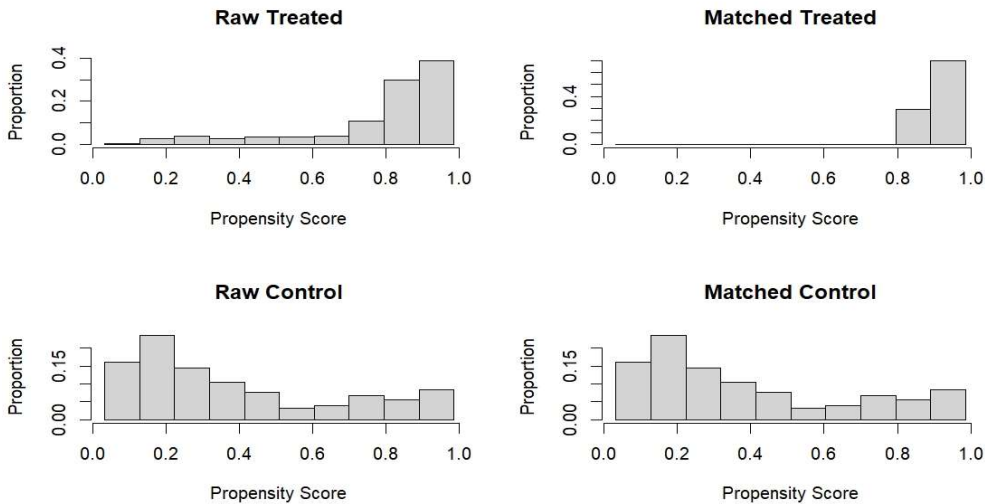 Raw Treated
Proportion
0.0 0.2 0.4
0.0 0.2 0.4 0.6 0.8 1.0
Propensity Score
Matched Treated
Proportion
0.0 0.4
0.0 0.2 0.4 0.6 0.8 1.0
Propensity Score
Raw Control
Proportion
0.00 0.15
0.0 0.2 0.4 0.6 0.8 1.0
Propensity Score
Matched Control
Proportion
0.00 0.15
0.0 0.2 0.4 0.6 0.8 1.0
Propensity Score